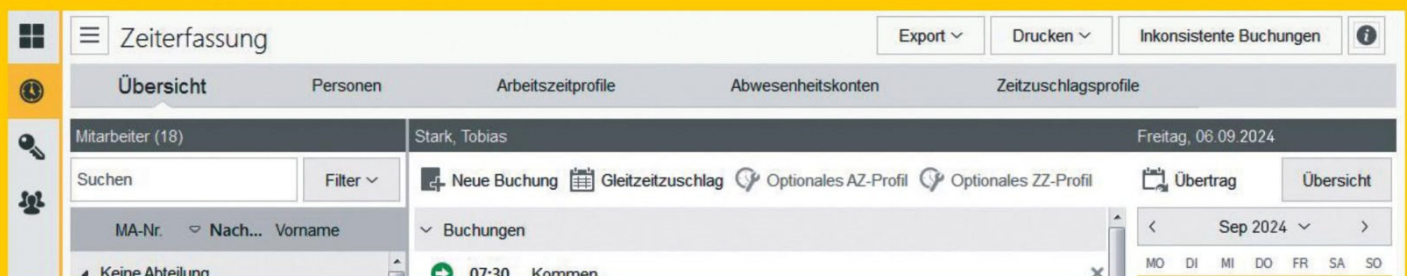 Zeiterfassung
Export
Drucken
Inkonsistente Buchungen
Übersicht
Personen
Arbeitszeitprofile
Abwesenheitskonten
Zeitzuschlagsprofile
Mitarbeiter (18)
Stark, Tobias
Freitag, 06.09.2024
Suchen
Filter
Neue Buchung
Gleitzeitzuschlag
Optionales AZ-Profil
Optionales ZZ-Profil
Übertrag
Übersicht
MA-Nr. Nach... Vorname
Buchungen
Sep 2024
Keine Abteilung
07:30 Kommen
MO DI MI DO FR SA SO